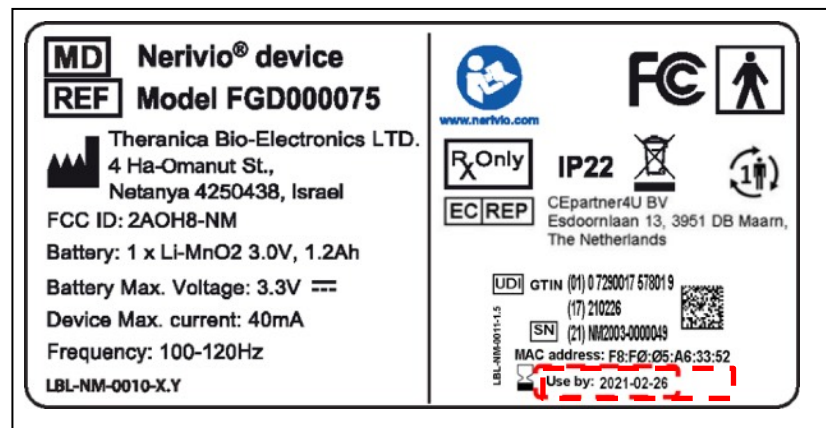 MD Nerivio® device
REF Model FGD000075
Theranica Bio-Electronics LTD.
4 Ha-Omanut St.,
Netanya 4250438, Israel
FCC ID: 2AOH8-NM
Battery: 1 x Li-MnO2 3.0V, 1.2Ah
Battery Max. Voltage: 3.3V ⎓
Device Max. current: 40mA
Frequency: 100-120Hz
LBL-NM-0010-X.Y
www.nerivio.com
FC
RxOnly
IP22
1
EC REP
CEpartner4U BV
Esdoornlaan 13, 3951 DB Maarn,
The Netherlands
UDI GTIN (01) 0 7290017 57801 9
(17) 210226
SN (21) NM2003-0000049
MAC address: F8:FØ:Ø5:A6:33:52
LBL-NM-0011-1.5
Use by: 2021-02-26